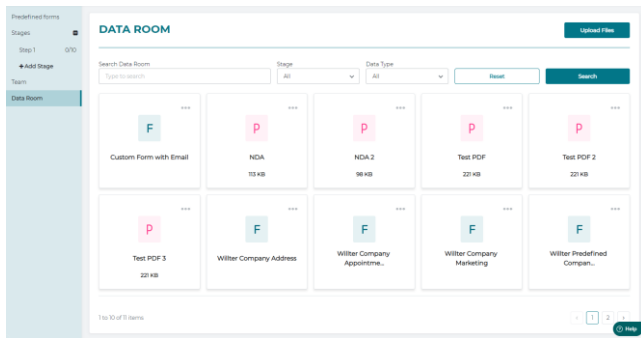 Predefined forms
Stages
Step 1 0/10
+Add Stage
Team
Data Room
DATA ROOM
Upload Files
Search Data Room
Stage
Data Type
Type to search
All
All
Reset
Search
F
P
P
P
P
Custom Form with Email
NDA
NDA 2
Test PDF
Test PDF 2
113 KB
98 KB
221 KB
221 KB
P
F
F
F
F
Test PDF 3
Willter Company Address
Willter Company Appointme...
Willter Company Marketing
Willter Predefined Compan...
221 KB
1 to 10 of 11 items
1 2
Help